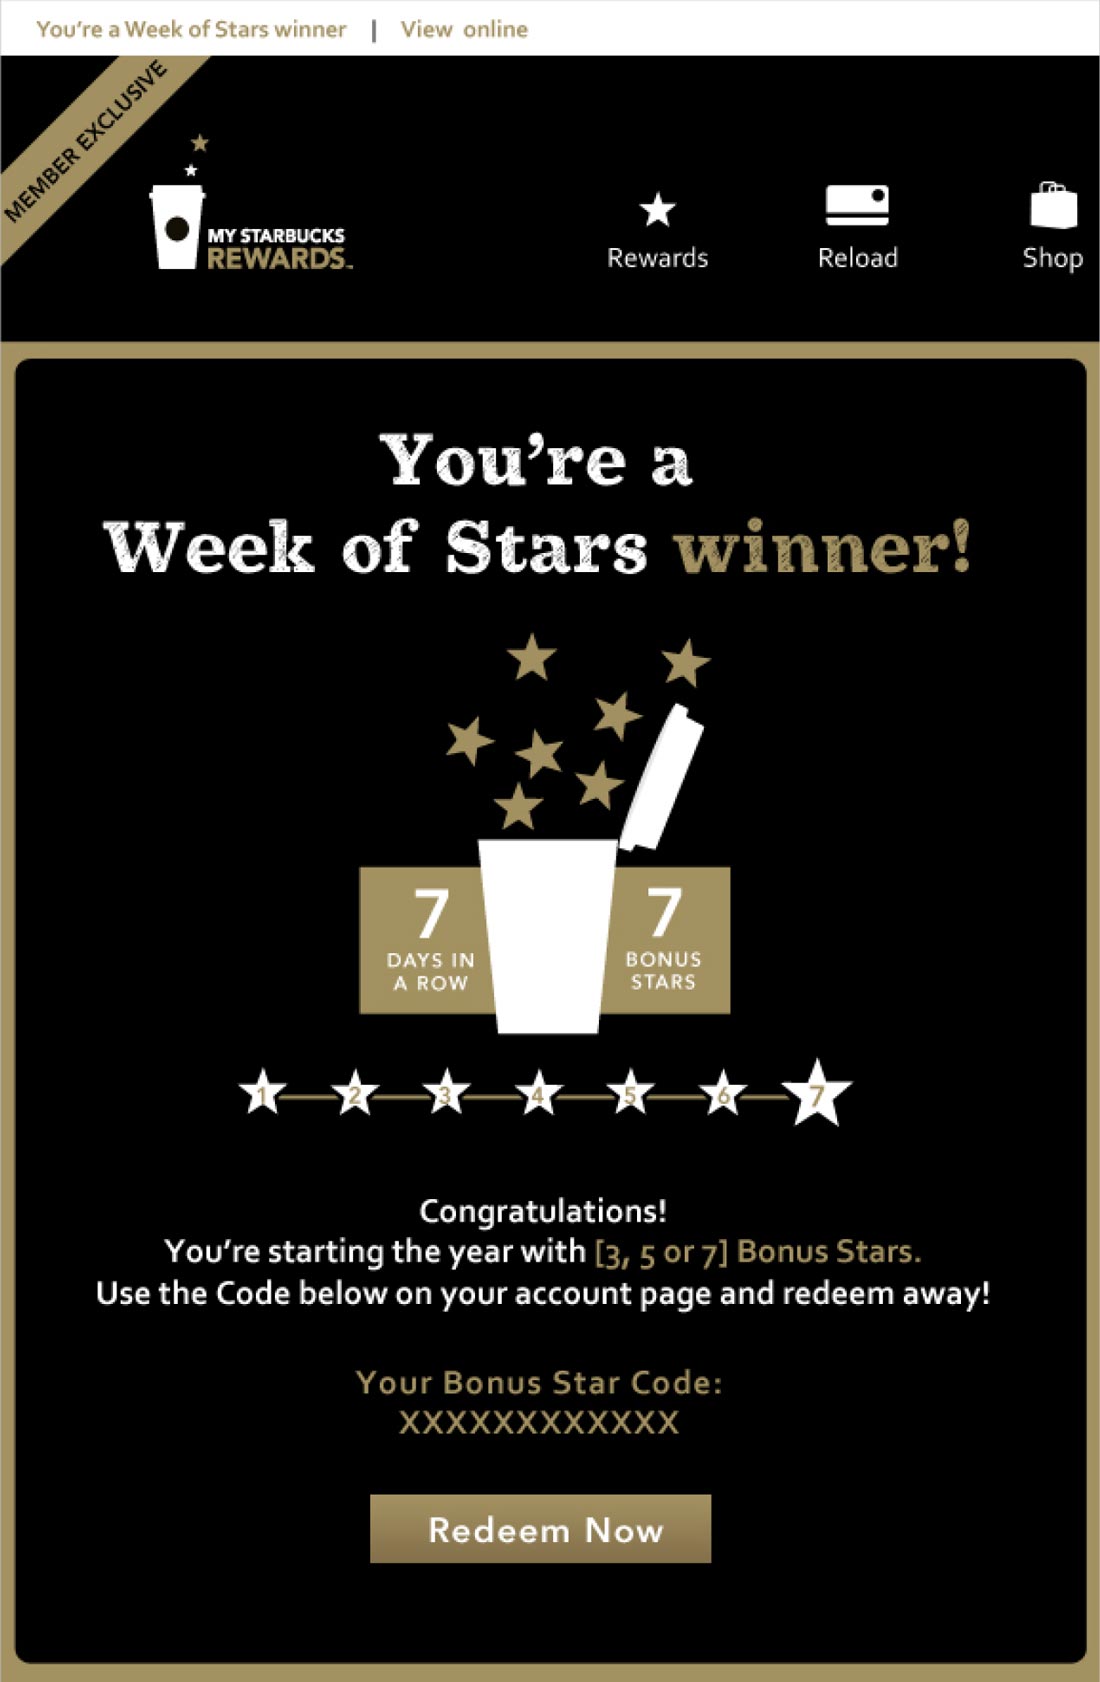 You’re a Week of Stars winner | View online
MEMBER EXCLUSIVE
MY STARBUCKS
REWARDS™
Rewards
Reload
Shop
You’re a
Week of Stars winner!
7
DAYS IN
A ROW
7
BONUS
STARS
1 2 3 4 5 6 7
Congratulations!
You’re starting the year with [3, 5 or 7] Bonus Stars.
Use the Code below on your account page and redeem away!
Your Bonus Star Code:
XXXXXXXXXXXX
Redeem Now